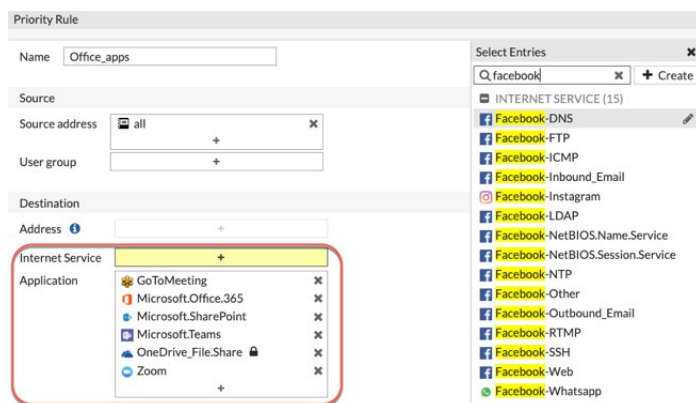 Priority Rule
Name Office_apps
Source
Source address all
+
User group +
Destination
Address +
Internet Service +
Application GoToMeeting
Microsoft.Office.365
Microsoft.SharePoint
Microsoft.Teams
OneDrive_File.Share
Zoom
+
Select Entries
facebook + Create
INTERNET SERVICE (15)
Facebook-DNS
Facebook-FTP
Facebook-ICMP
Facebook-Inbound_Email
Facebook-Instagram
Facebook-LDAP
Facebook-NetBIOS.Name.Service
Facebook-NetBIOS.Session.Service
Facebook-NTP
Facebook-Other
Facebook-Outbound_Email
Facebook-RTMP
Facebook-SSH
Facebook-Web
Facebook-Whatsapp